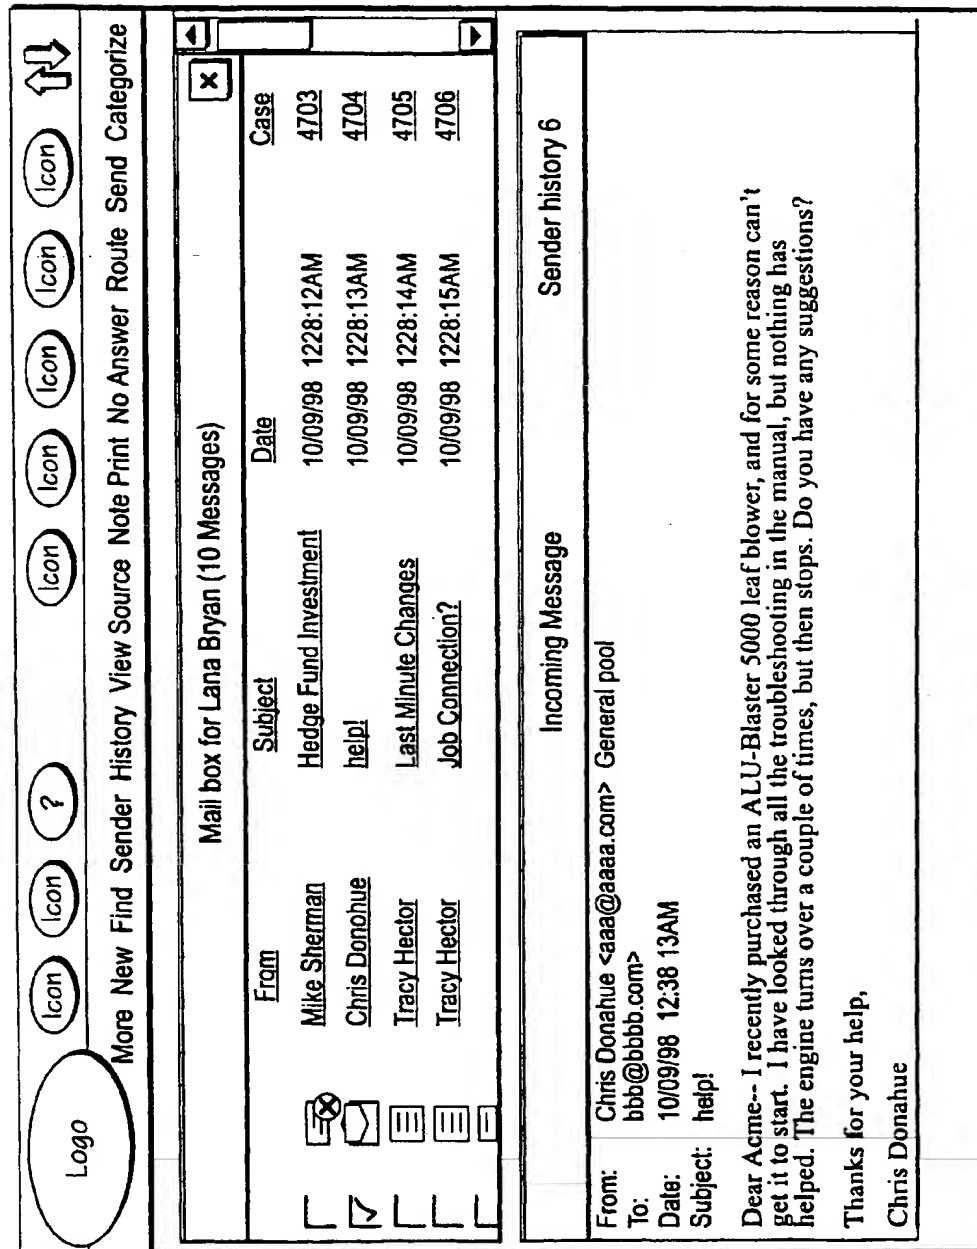 Logo
Icon Icon ? Icon Icon Icon Icon Icon
More New Find Sender History View Source Note Print No Answer Route Send Categorize
Mail box for Lana Bryan (10 Messages)
x
From Subject Date Case
Mike Sherman Hedge Fund Investment 10/09/98 1228:12AM 4703
Chris Donohue help! 10/09/98 1228:13AM 4704
Tracy Hector Last Minute Changes 10/09/98 1228:14AM 4705
Tracy Hector Job Connection? 10/09/98 1228:15AM 4706
Incoming Message Sender history 6
From: Chris Donahue <aaa@aaaa.com> General pool
To: bbb@bbbb.com>
Date: 10/09/98 12:38 13AM
Subject: help!
Dear Acme-- I recently purchased an ALU-Blaster 5000 leaf blower, and for some reason can't
get it to start. I have looked through all the troubleshooting in the manual, but nothing has
helped. The engine turns over a couple of times, but then stops. Do you have any suggestions?
Thanks for your help,
Chris Donahue